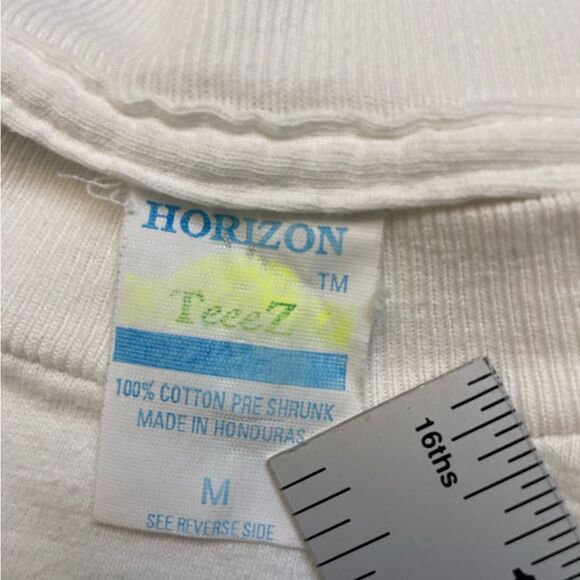 HORIZON
TM
TeeeZ
100% COTTON PRE SHRUNK
MADE IN HONDURAS
M
SEE REVERSE SIDE
16ths